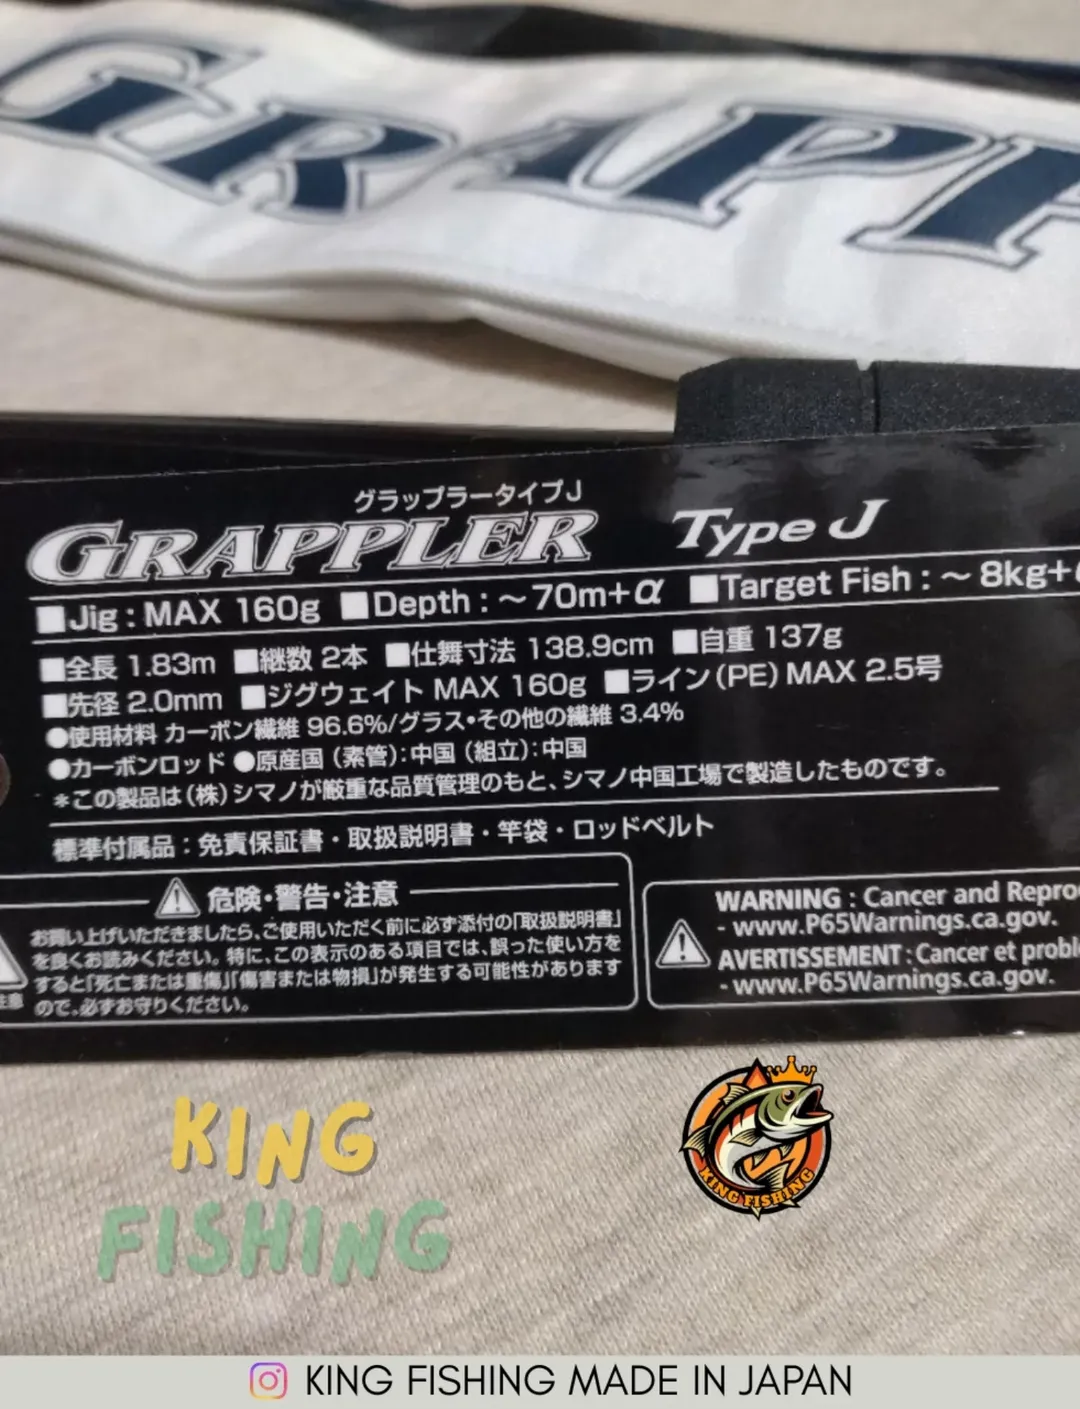 GRAPP
グラップラータイプJ
GRAPPLER Type J
■Jig : MAX 160g ■Depth : ～70m+α ■Target Fish : ～8kg+
■全長 1.83m ■継数 2本 ■仕舞寸法 138.9cm ■自重 137g
■先径 2.0mm ■ジグウェイト MAX 160g ■ライン(PE) MAX 2.5号
●使用材料 カーボン繊維 96.6%/グラス・その他の繊維 3.4%
●カーボンロッド ●原産国 (素管):中国 (組立):中国
*この製品は(株)シマノが厳重な品質管理のもと、シマノ中国工場で製造したものです。
標準付属品：免責保証書・取扱説明書・竿袋・ロッドベルト
危険・警告・注意
お買い上げいただきましたら、ご使用いただく前に必ず添付の「取扱説明書」
を良くお読みください。特に、この表示のある項目では、誤った使い方を
すると「死亡または重傷」「傷害または物損」が発生する可能性があります
ので、必ずお守りください。
注意
WARNING : Cancer and Repro
- www.P65Warnings.ca.gov.
AVERTISSEMENT : Cancer et probl
- www.P65Warnings.ca.gov.
KING
FISHING
KING FISHING
KING FISHING MADE IN JAPAN